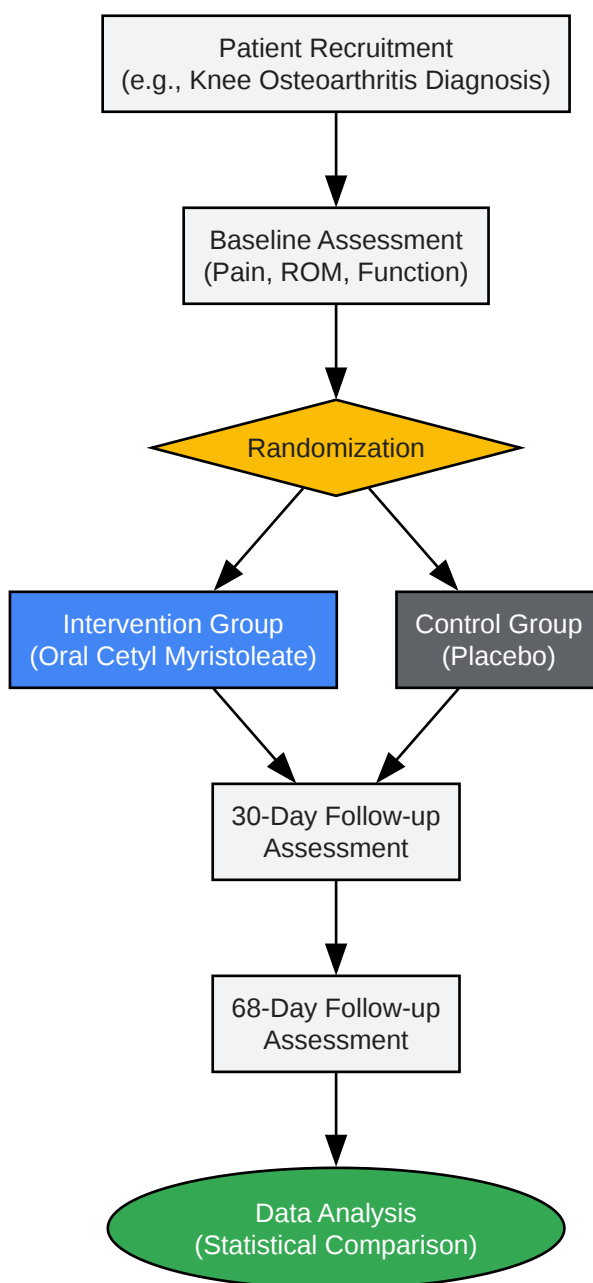 Patient Recruitment
(e.g., Knee Osteoarthritis Diagnosis)
Baseline Assessment
(Pain, ROM, Function)
Randomization
Intervention Group
(Oral Cetyl Myristoleate)
Control Group
(Placebo)
30-Day Follow-up
Assessment
68-Day Follow-up
Assessment
Data Analysis
(Statistical Comparison)